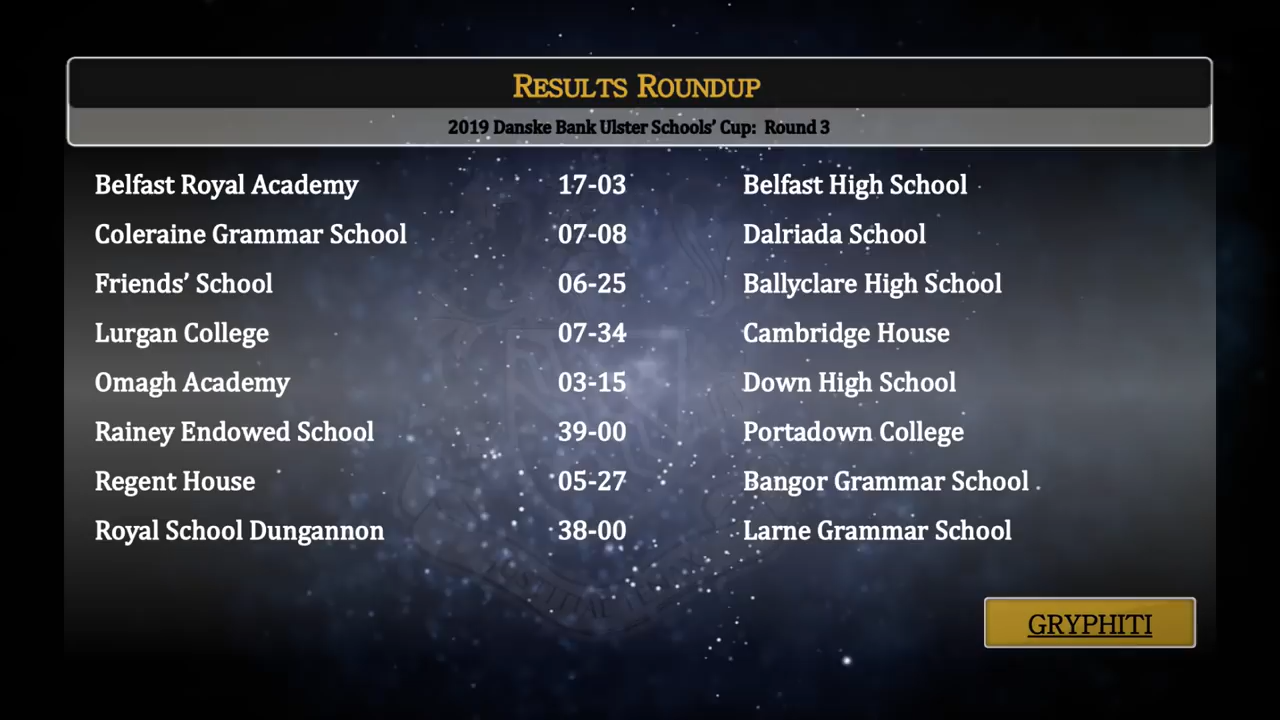 RESULTS ROUNDUP
2019 Danske Bank Ulster Schools’ Cup: Round 3
Belfast Royal Academy 17-03 Belfast High School
Coleraine Grammar School 07-08 Dalriada School
Friends’ School 06-25 Ballyclare High School
Lurgan College 07-34 Cambridge House
Omagh Academy 03-15 Down High School
Rainey Endowed School 39-00 Portadown College
Regent House 05-27 Bangor Grammar School
Royal School Dungannon 38-00 Larne Grammar School
GRYPHITI